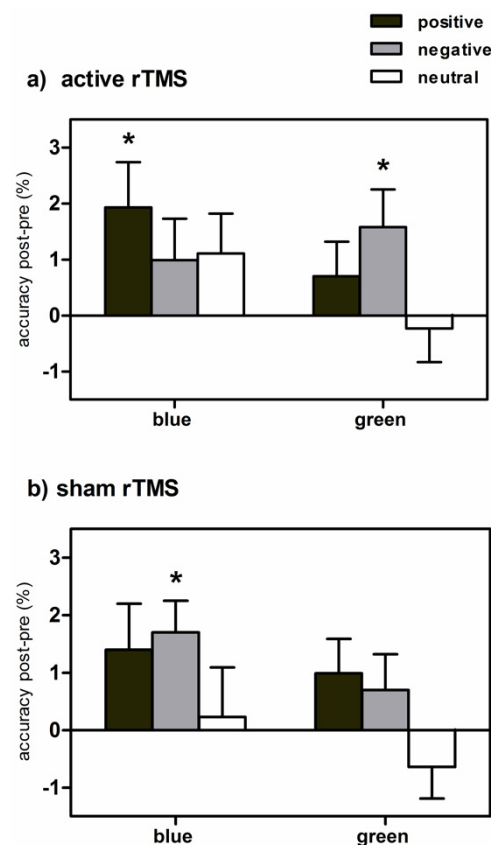 positive
negative
neutral
a) active rTMS
*
*
3
2
1
0
-1
accuracy post-pre (%)
blue green
b) sham rTMS
*
3
2
1
0
-1
accuracy post-pre (%)
blue green